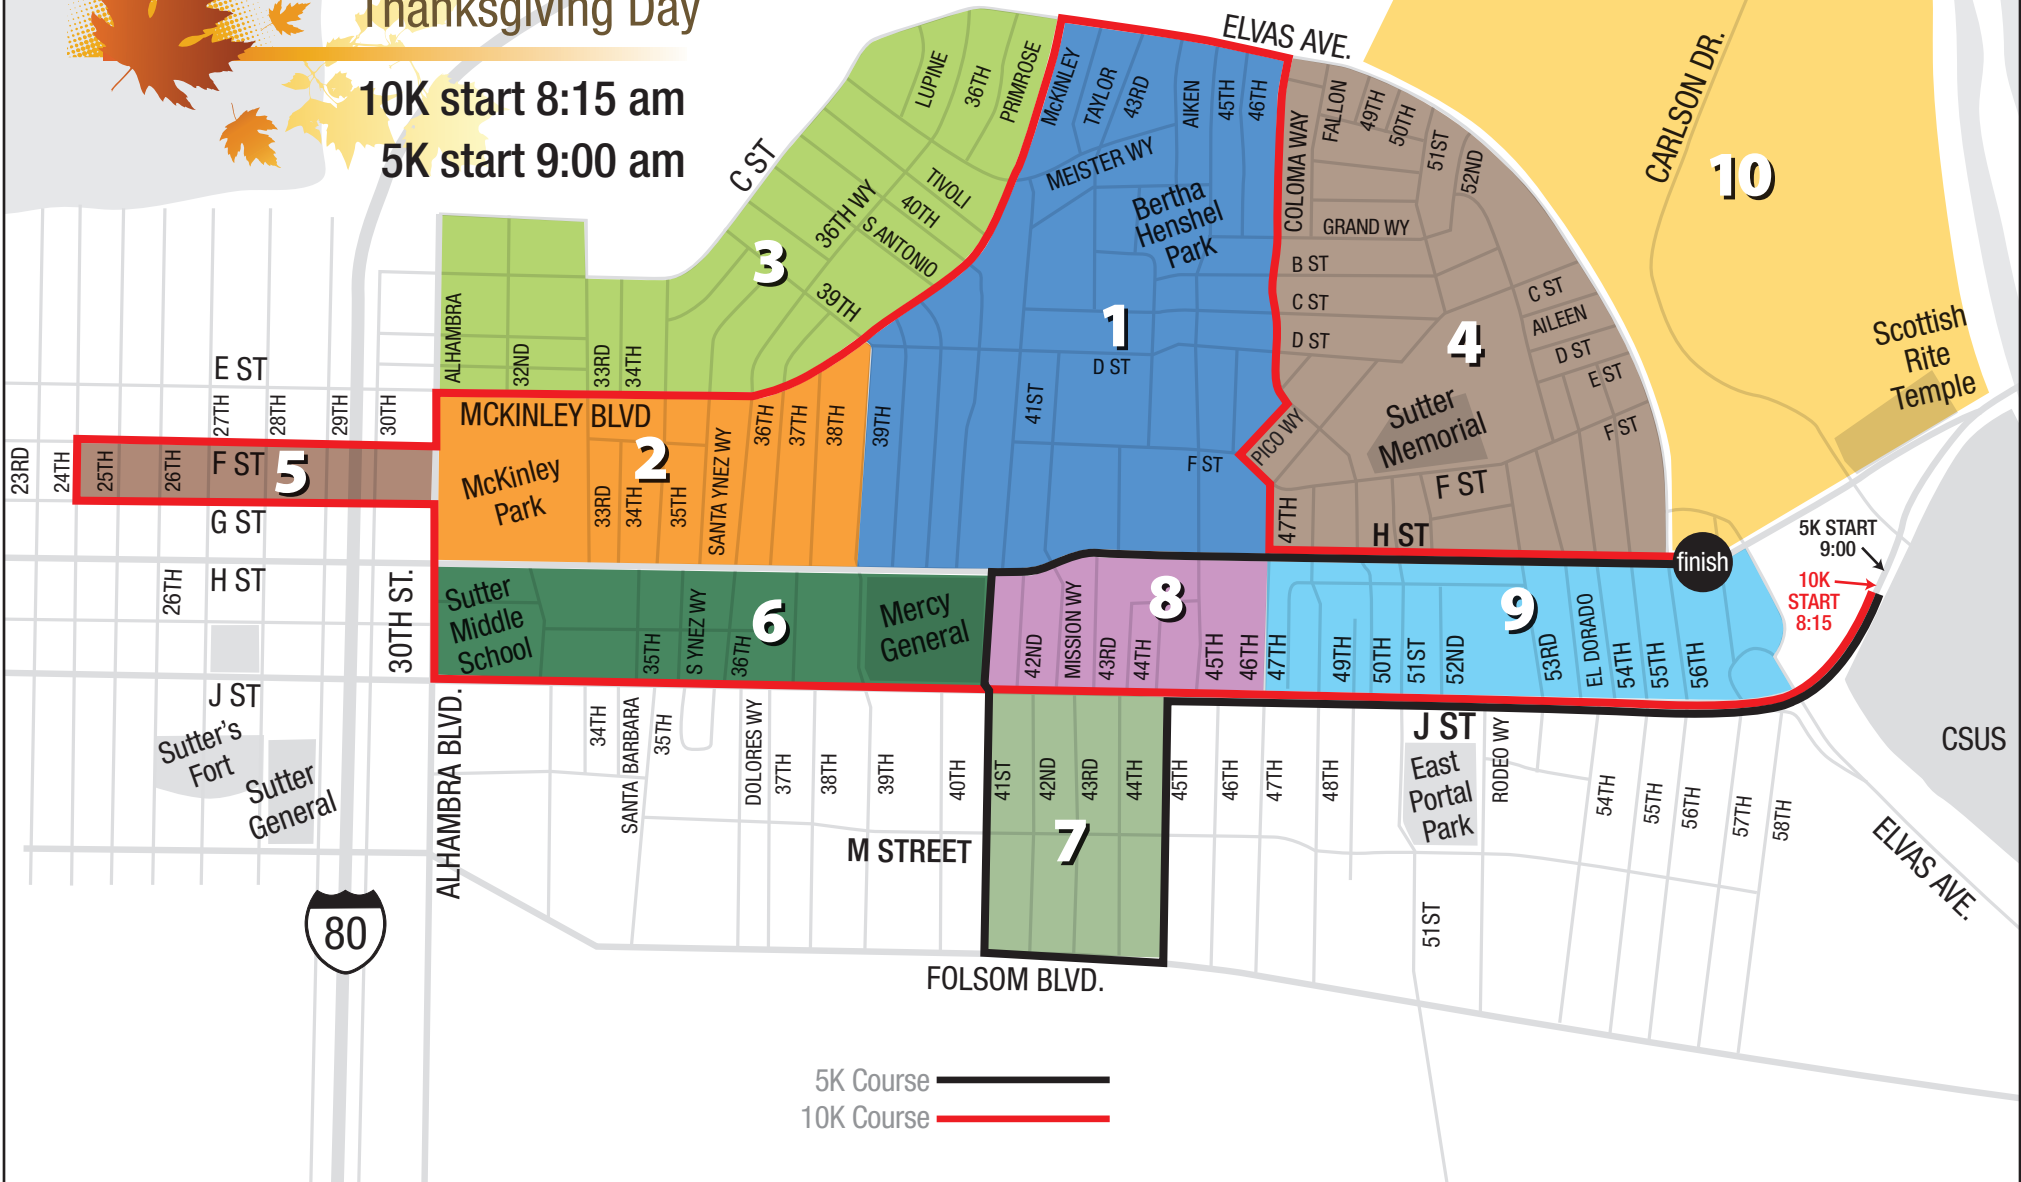 Thanksgiving Day
10K start 8:15 am
5K start 9:00 am
ELVAS AVE.
CARLSON DR.
10
C ST
LUPINE
36TH
PRIMROSE
TIVOLI
40TH
S ANTONIO
36TH WY
39TH
3
ALHAMBRA
32ND
33RD
34TH
McKINLEY
TAYLOR
43RD
AIKEN
45TH
46TH
MEISTER WY
Bertha
Henshel
Park
1
D ST
41ST
39TH
F ST
COLOMA WAY
FALLON
49TH
50TH
51ST
52ND
GRAND WY
B ST
C ST
D ST
4
C ST
AILEEN
D ST
E ST
F ST
Sutter
Memorial
PICO WY
F ST
47TH
H ST
Scottish
Rite
Temple
E ST
27TH
28TH
29TH
30TH
23RD
24TH
25TH
26TH
F ST
5
G ST
H ST
26TH
30TH ST.
J ST
Sutter's
Fort
Sutter
General
80
ALHAMBRA BLVD.
MCKINLEY BLVD
McKinley
Park
2
33RD
34TH
35TH
SANTA YNEZ WY
36TH
37TH
38TH
Sutter
Middle
School
35TH
S YNEZ WY
36TH
6
Mercy
General
8
42ND
MISSION WY
43RD
44TH
45TH
46TH
9
47TH
49TH
50TH
51ST
52ND
53RD
EL DORADO
54TH
55TH
56TH
finish
5K START
9:00
10K
START
8:15
CSUS
ELVAS AVE.
34TH
SANTA BARBARA
35TH
DOLORES WY
37TH
38TH
39TH
40TH
41ST
42ND
43RD
44TH
7
45TH
46TH
47TH
48TH
J ST
East
Portal
Park
RODEO WY
54TH
55TH
56TH
57TH
58TH
51ST
M STREET
FOLSOM BLVD.
5K Course
10K Course